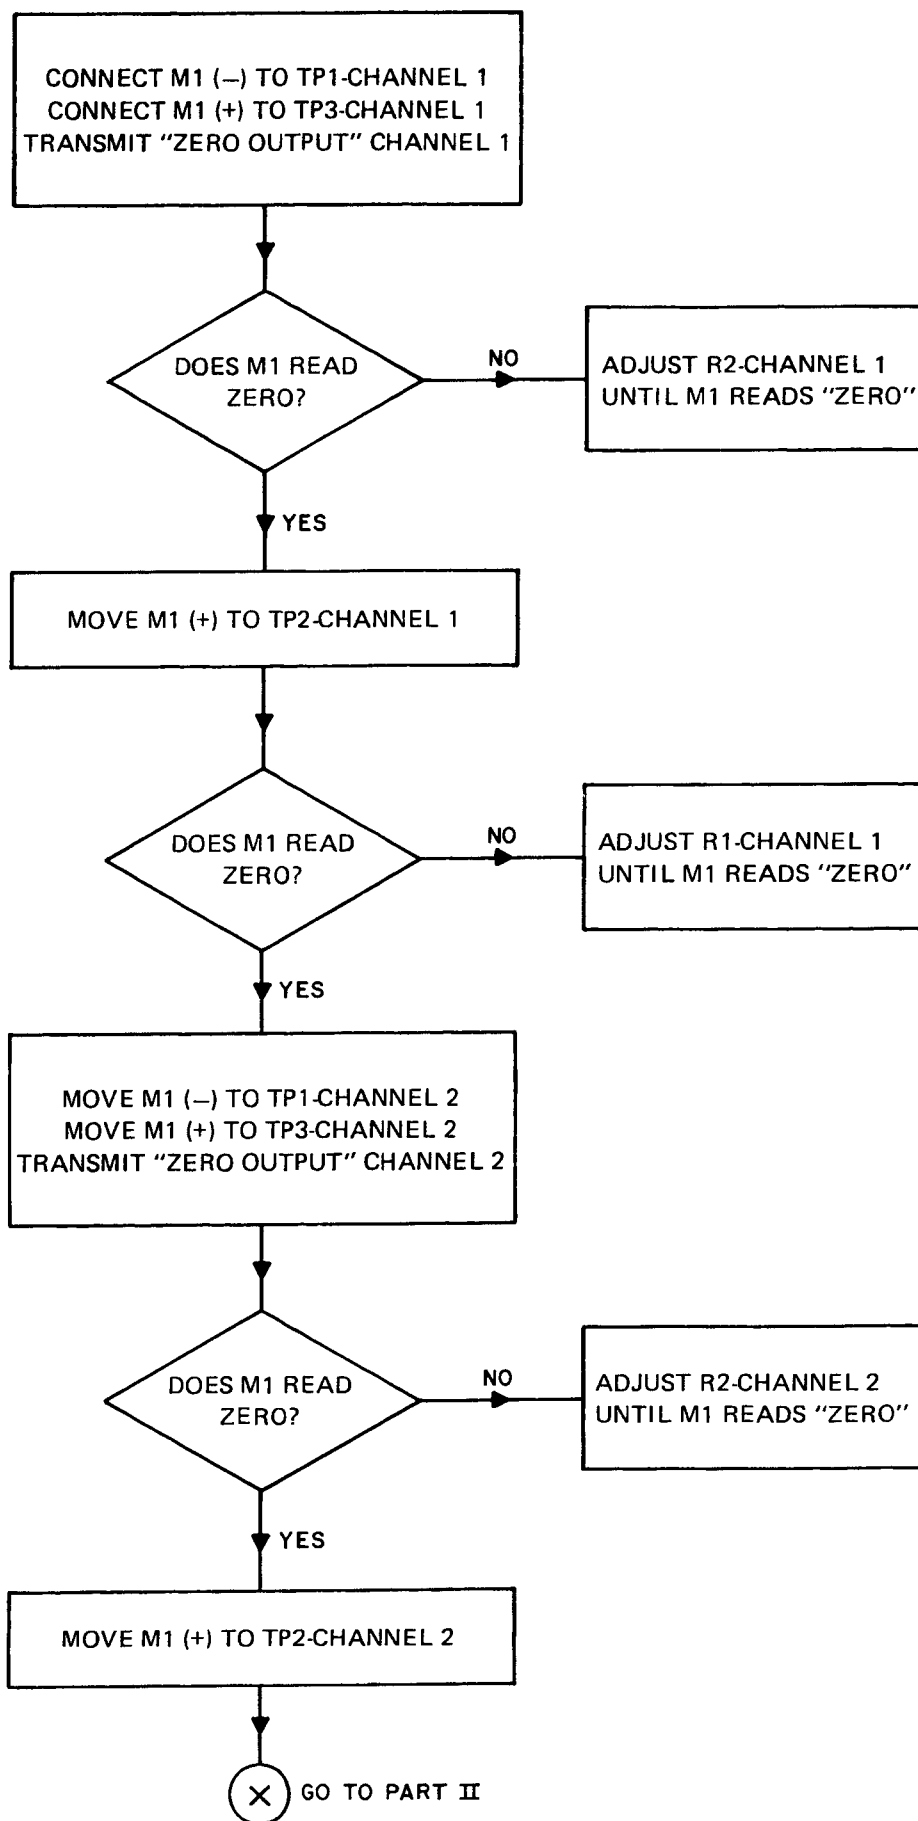 CONNECT M1 (—) TO TP1-CHANNEL 1
CONNECT M1 (+) TO TP3-CHANNEL 1
TRANSMIT "ZERO OUTPUT" CHANNEL 1
DOES M1 READ
ZERO?
NO
ADJUST R2-CHANNEL 1
UNTIL M1 READS "ZERO"
YES
MOVE M1 (+) TO TP2-CHANNEL 1
DOES M1 READ
ZERO?
NO
ADJUST R1-CHANNEL 1
UNTIL M1 READS "ZERO"
YES
MOVE M1 (—) TO TP1-CHANNEL 2
MOVE M1 (+) TO TP3-CHANNEL 2
TRANSMIT "ZERO OUTPUT" CHANNEL 2
DOES M1 READ
ZERO?
NO
ADJUST R2-CHANNEL 2
UNTIL M1 READS "ZERO"
YES
MOVE M1 (+) TO TP2-CHANNEL 2
X GO TO PART II